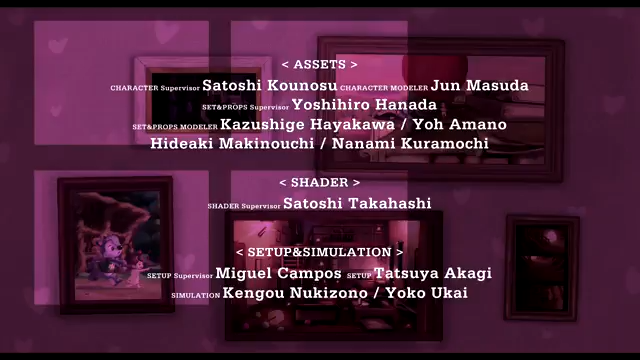 < ASSETS >
CHARACTER Supervisor Satoshi Kounosu CHARACTER MODELER Jun Masuda
SET&PROPS Supervisor Yoshihiro Hanada
SET&PROPS MODELER Kazushige Hayakawa / Yoh Amano
Hideaki Makinouchi / Nanami Kuramochi
< SHADER >
SHADER Supervisor Satoshi Takahashi
< SETUP&SIMULATION >
SETUP Supervisor Miguel Campos SETUP Tatsuya Akagi
SIMULATION Kengou Nukizono / Yoko Ukai